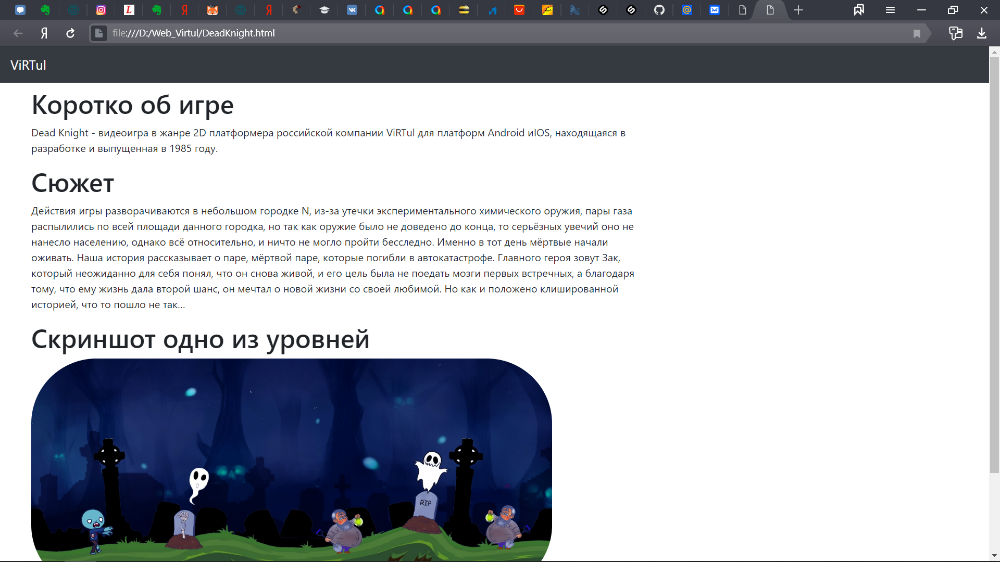 file:///D:/Web_Virtul/DeadKnight.html
ViRTul
Коротко об игре
Dead Knight - видеоигра в жанре 2D платформера российской компании ViRTul для платформ Android иIOS, находящаяся в
разработке и выпущенная в 1985 году.
Сюжет
Действия игры разворачиваются в небольшом городке N, из-за утечки экспериментального химического оружия, пары газа
распылились по всей площади данного городка, но так как оружие было не доведено до конца, то серьёзных увечий оно не
нанесло населению, однако всё относительно, и ничто не могло пройти бесследно. Именно в тот день мёртвые начали
оживать. Наша история рассказывает о паре, мёртвой паре, которые погибли в автокатастрофе. Главного героя зовут Зак,
который неожиданно для себя понял, что он снова живой, и его цель была не поедать мозги первых встречных, а благодаря
тому, что ему жизнь дала второй шанс, он мечтал о новой жизни со своей любимой. Но как и положено клишированной
историей, что то пошло не так...
Скриншот одно из уровней
RIP